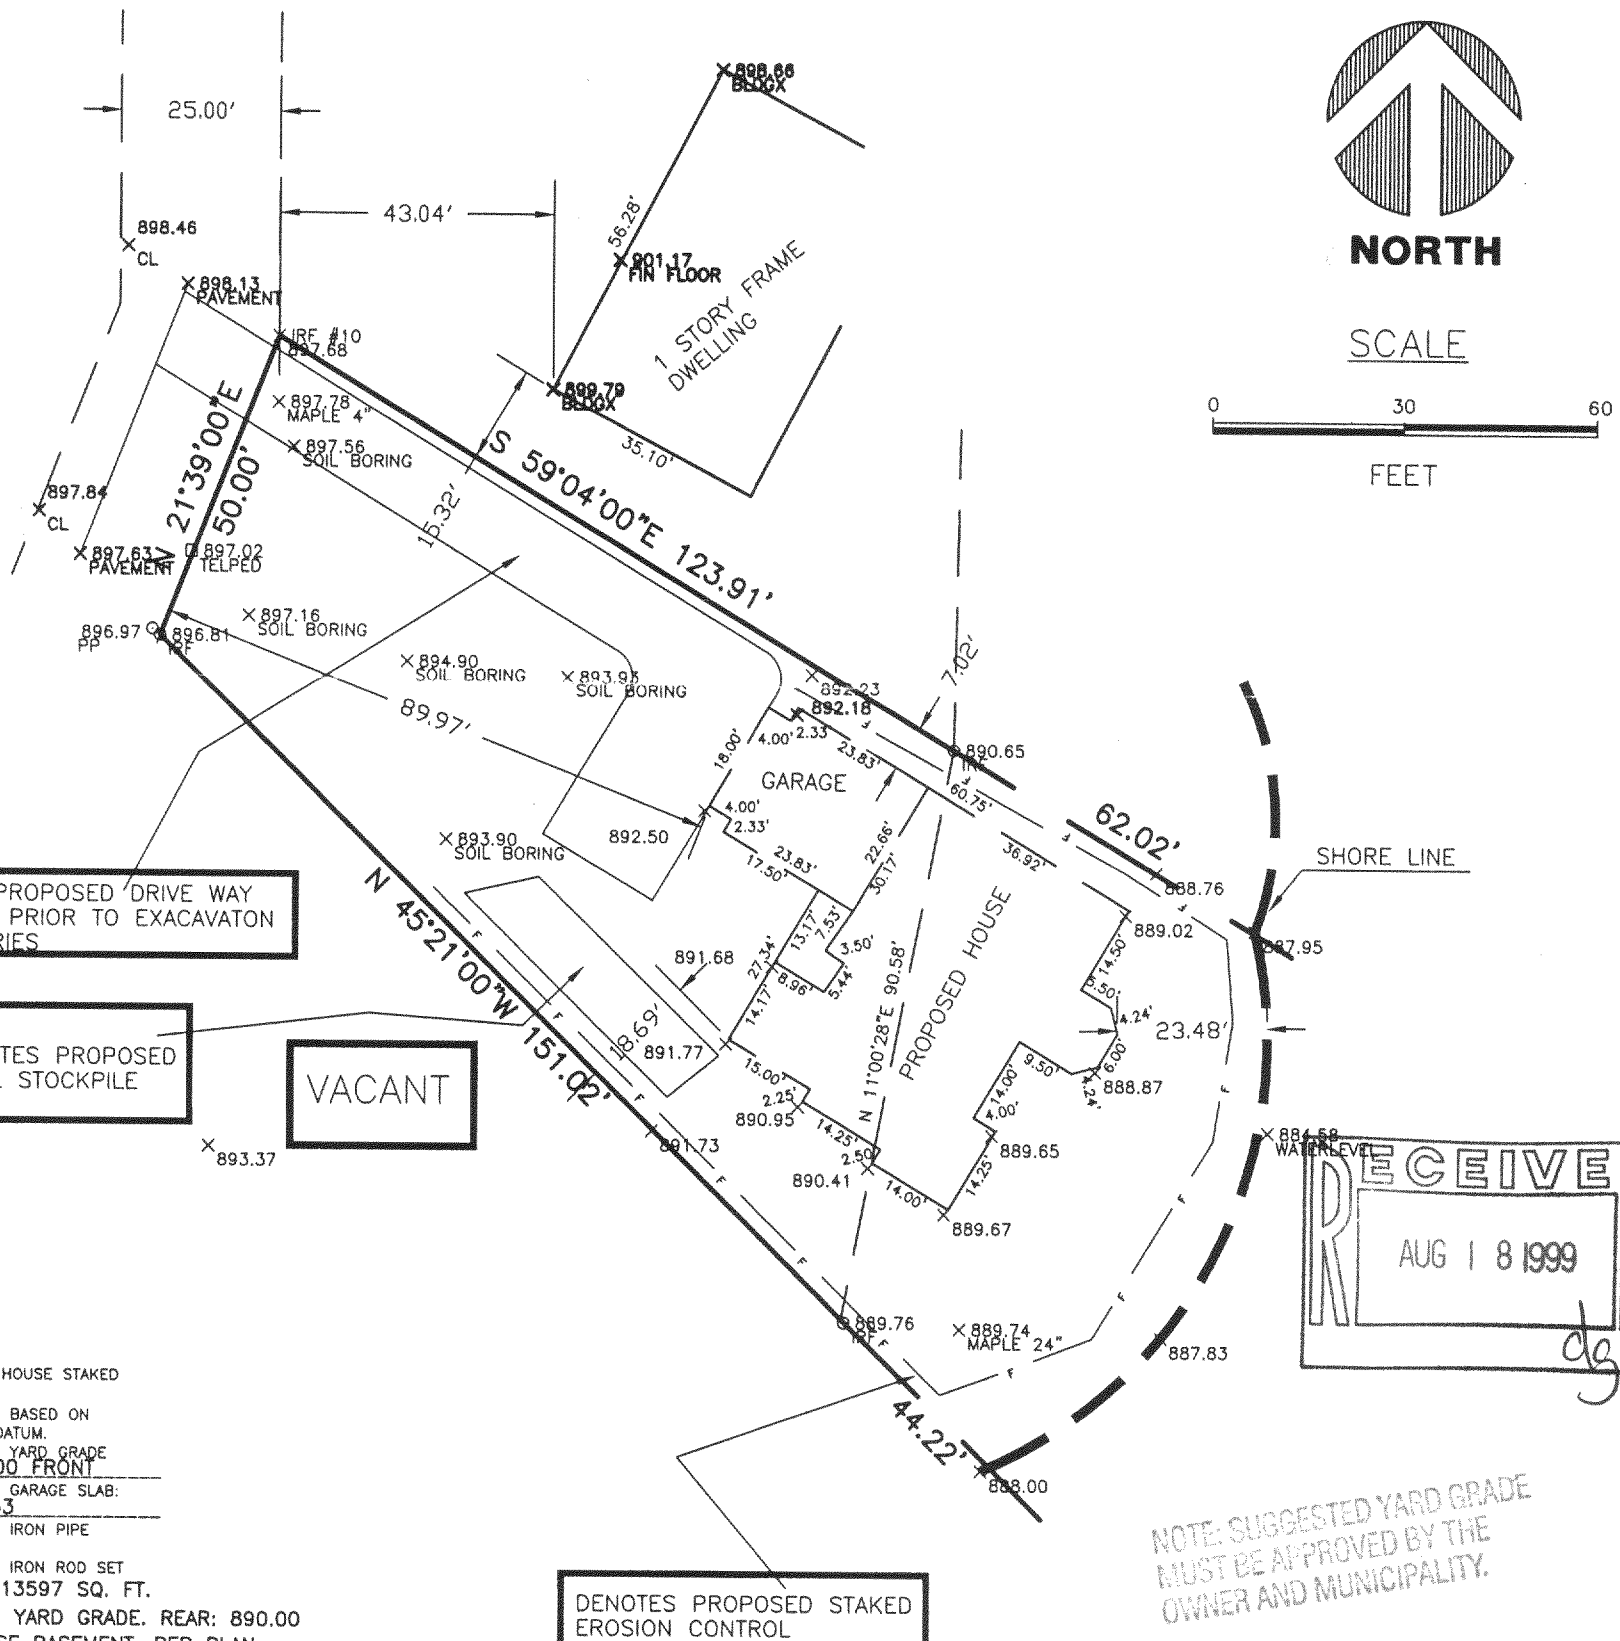 898.66
BLDGX
25.00'
43.04'
56.28'
NORTH
898.46
CL
901.17
FIN FLOOR
898.13
PAVEMENT
1 STORY FRAME
DWELLING
IRF #10
897.68
SCALE
0 30 60
FEET
899.79
BLDGX
897.78
MAPLE 4"
35.10'
897.56
SOIL BORING
N 21°39'00"E
50.00'
15.32'
S 59°04'00"E 123.91'
897.84
CL
897.63
PAVEMENT
897.02
TELPED
897.16
SOIL BORING
896.97
PP
896.81
IRF
894.90
SOIL BORING
893.93
SOIL BORING
892.23
892.18
7.02'
89.97'
18.00'
4.00'
2.33
23.83'
890.65
GARAGE
60.75'
4.00'
2.33'
892.50
893.90
SOIL BORING
23.83'
17.50'
22.66'
30.17'
36.92'
62.02'
888.76
SHORE LINE
PROPOSED DRIVE WAY
PRIOR TO EXACAVATON
RIES
N 45°21'00"W 151.02'
889.02
887.95
891.68
27.34'
13.17'
7.53'
3.50'
5.44'
8.96'
14.17'
N 11°00'28"E 90.58'
PROPOSED HOUSE
14.50'
5.50'
4.24'
23.48'
6.00'
4.24'
888.87
9.50'
14.00'
4.00'
TES PROPOSED
STOCKPILE
VACANT
18.69'
891.77
15.00'
2.25'
890.95
14.25'
2.50'
890.41
14.00'
14.25'
889.65
889.67
884.58
WATERLEVEL
891.73
893.37
RECEIVE
AUG 18 1999
889.76
IRF
889.74
MAPLE 24"
887.83
HOUSE STAKED
BASED ON
DATUM.
YARD GRADE
00 FRONT
GARAGE SLAB:
IRON PIPE
IRON ROD SET
13597 SQ. FT.
YARD GRADE. REAR: 890.00
44.22'
888.00
NOTE: SUGGESTED YARD GRADE
MUST BE APPROVED BY THE
OWNER AND MUNICIPALITY.
DENOTES PROPOSED STAKED
EROSION CONTROL